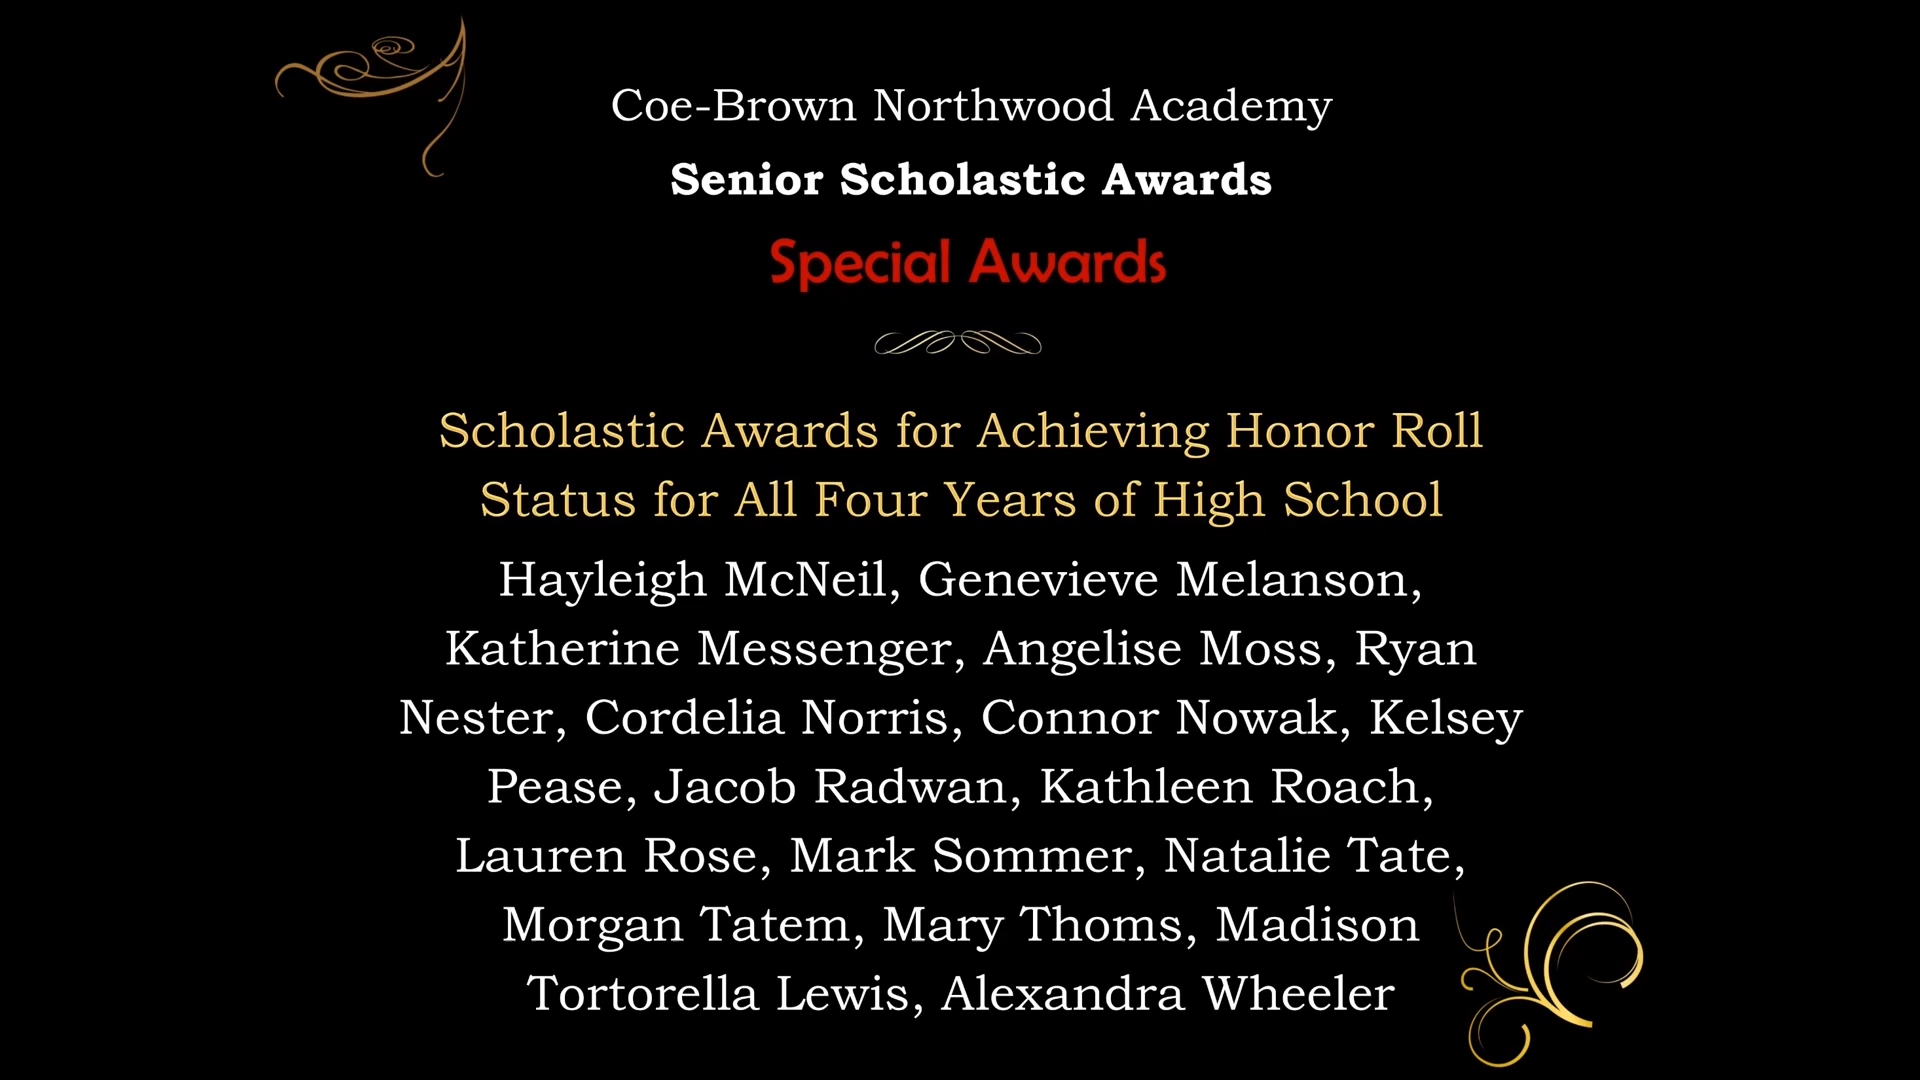 Coe-Brown Northwood Academy
Senior Scholastic Awards
Special Awards
Scholastic Awards for Achieving Honor Roll
Status for All Four Years of High School
Hayleigh McNeil, Genevieve Melanson,
Katherine Messenger, Angelise Moss, Ryan
Nester, Cordelia Norris, Connor Nowak, Kelsey
Pease, Jacob Radwan, Kathleen Roach,
Lauren Rose, Mark Sommer, Natalie Tate,
Morgan Tatem, Mary Thoms, Madison
Tortorella Lewis, Alexandra Wheeler